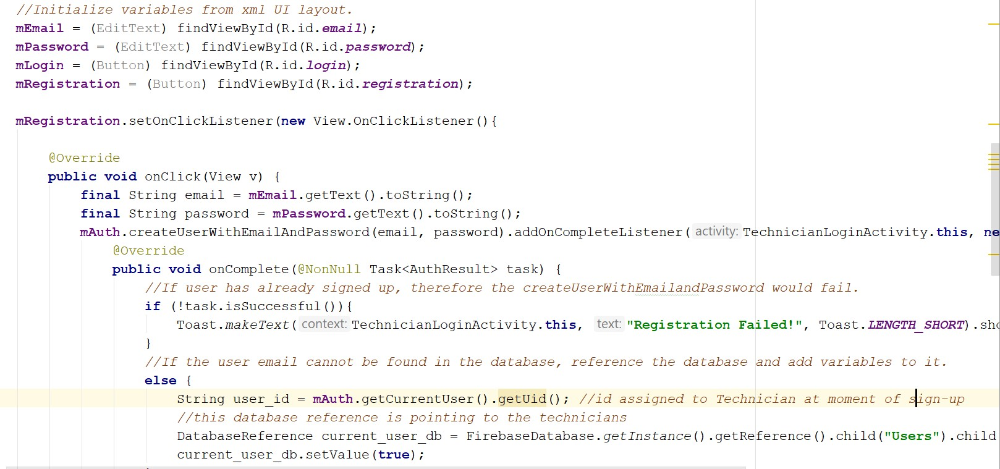 //Initialize variables from xml UI layout.
mEmail = (EditText) findViewById(R.id.email);
mPassword = (EditText) findViewById(R.id.password);
mLogin = (Button) findViewById(R.id.login);
mRegistration = (Button) findViewById(R.id.registration);
mRegistration.setOnClickListener(new View.OnClickListener(){
@Override
public void onClick(View v) {
final String email = mEmail.getText().toString();
final String password = mPassword.getText().toString();
mAuth.createUserWithEmailAndPassword(email, password).addOnCompleteListener( activity: TechnicianLoginActivity.this, ne
@Override
public void onComplete(@NonNull Task<AuthResult> task) {
//If user has already signed up, therefore the createUserWithEmailandPassword would fail.
if (!task.isSuccessful()){
Toast.makeText( context: TechnicianLoginActivity.this, text: "Registration Failed!", Toast.LENGTH_SHORT).sho
}
//If the user email cannot be found in the database, reference the database and add variables to it.
else {
String user_id = mAuth.getCurrentUser().getUid(); //id assigned to Technician at moment of sign-up
//this database reference is pointing to the technicians
DatabaseReference current_user_db = FirebaseDatabase.getInstance().getReference().child("Users").child
current_user_db.setValue(true);